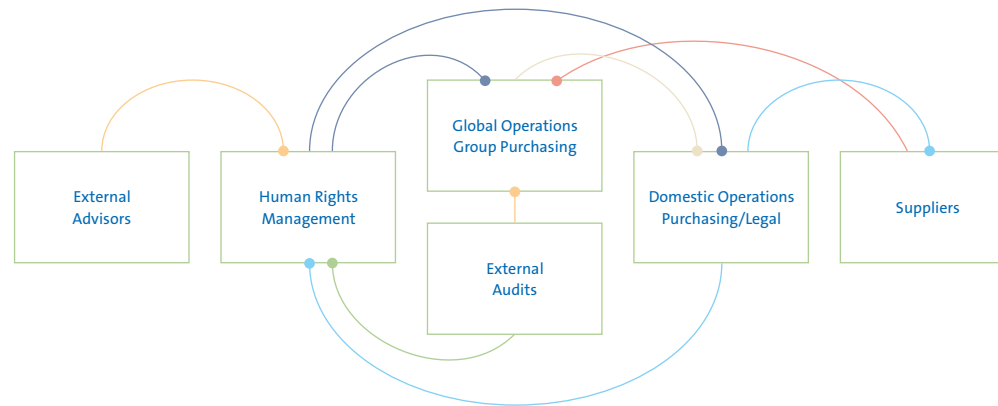 External
Advisors
Human Rights
Management
Global Operations
Group Purchasing
External
Audits
Domestic Operations
Purchasing/Legal
Suppliers